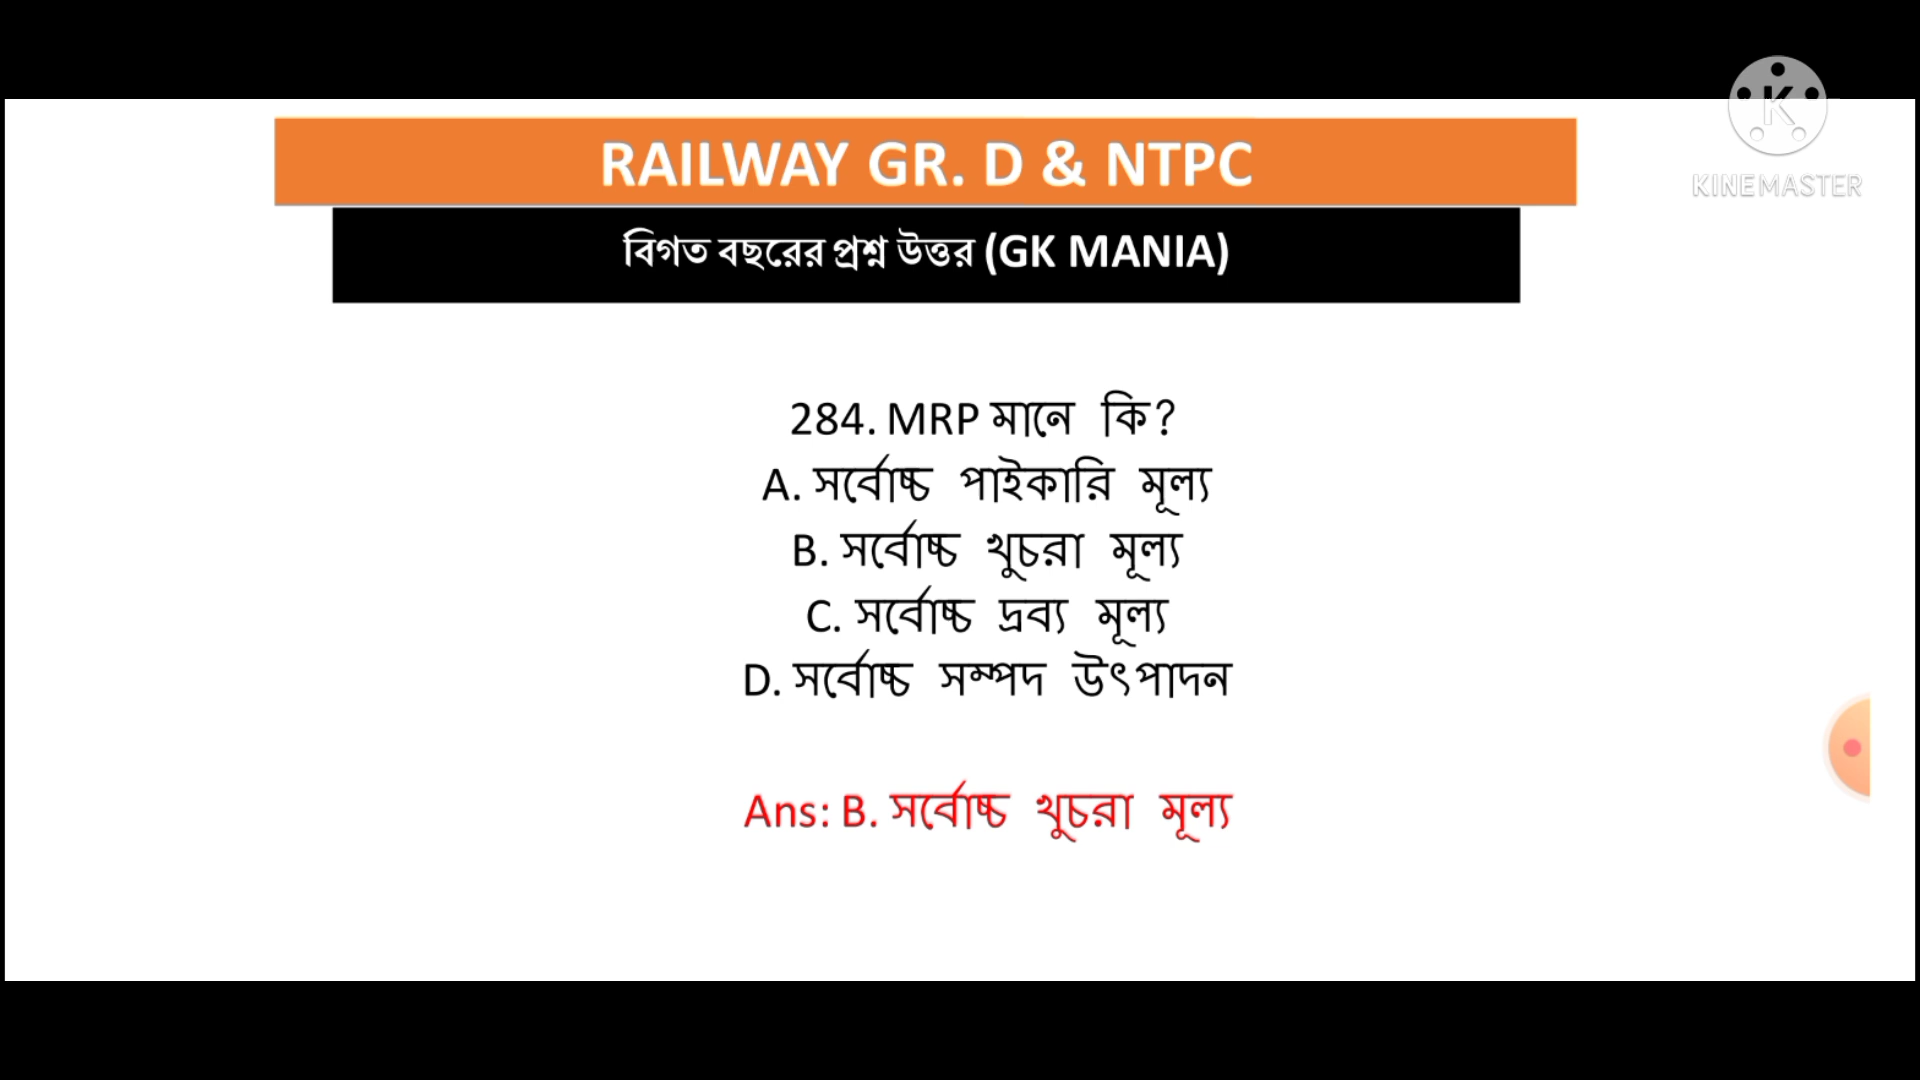 RAILWAY GR. D & NTPC
বিগত বছরের প্রশ্ন উত্তর (GK MANIA)
284. MRP মানে কি?
A. সর্বোচ্চ পাইকারি মূল্য
B. সর্বোচ্চ খুচরা মূল্য
C. সর্বোচ্চ দ্রব্য মূল্য
D. সর্বোচ্চ সম্পদ উৎপাদন
Ans: B. সর্বোচ্চ খুচরা মূল্য
K
KINEMASTER